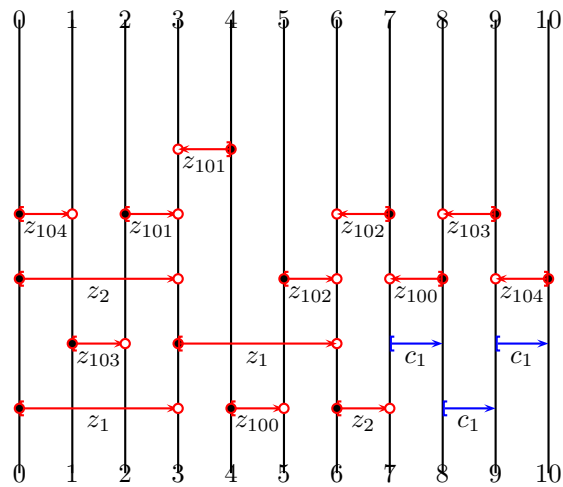 0 1 2 3 4 5 6 7 8 9 10
z₁₀₁
z₁₀₄ z₁₀₁ z₁₀₂ z₁₀₃
z₂ z₁₀₂ z₁₀₀ z₁₀₄
z₁₀₃ z₁ c₁ c₁
z₁ z₁₀₀ z₂ c₁
0 1 2 3 4 5 6 7 8 9 10